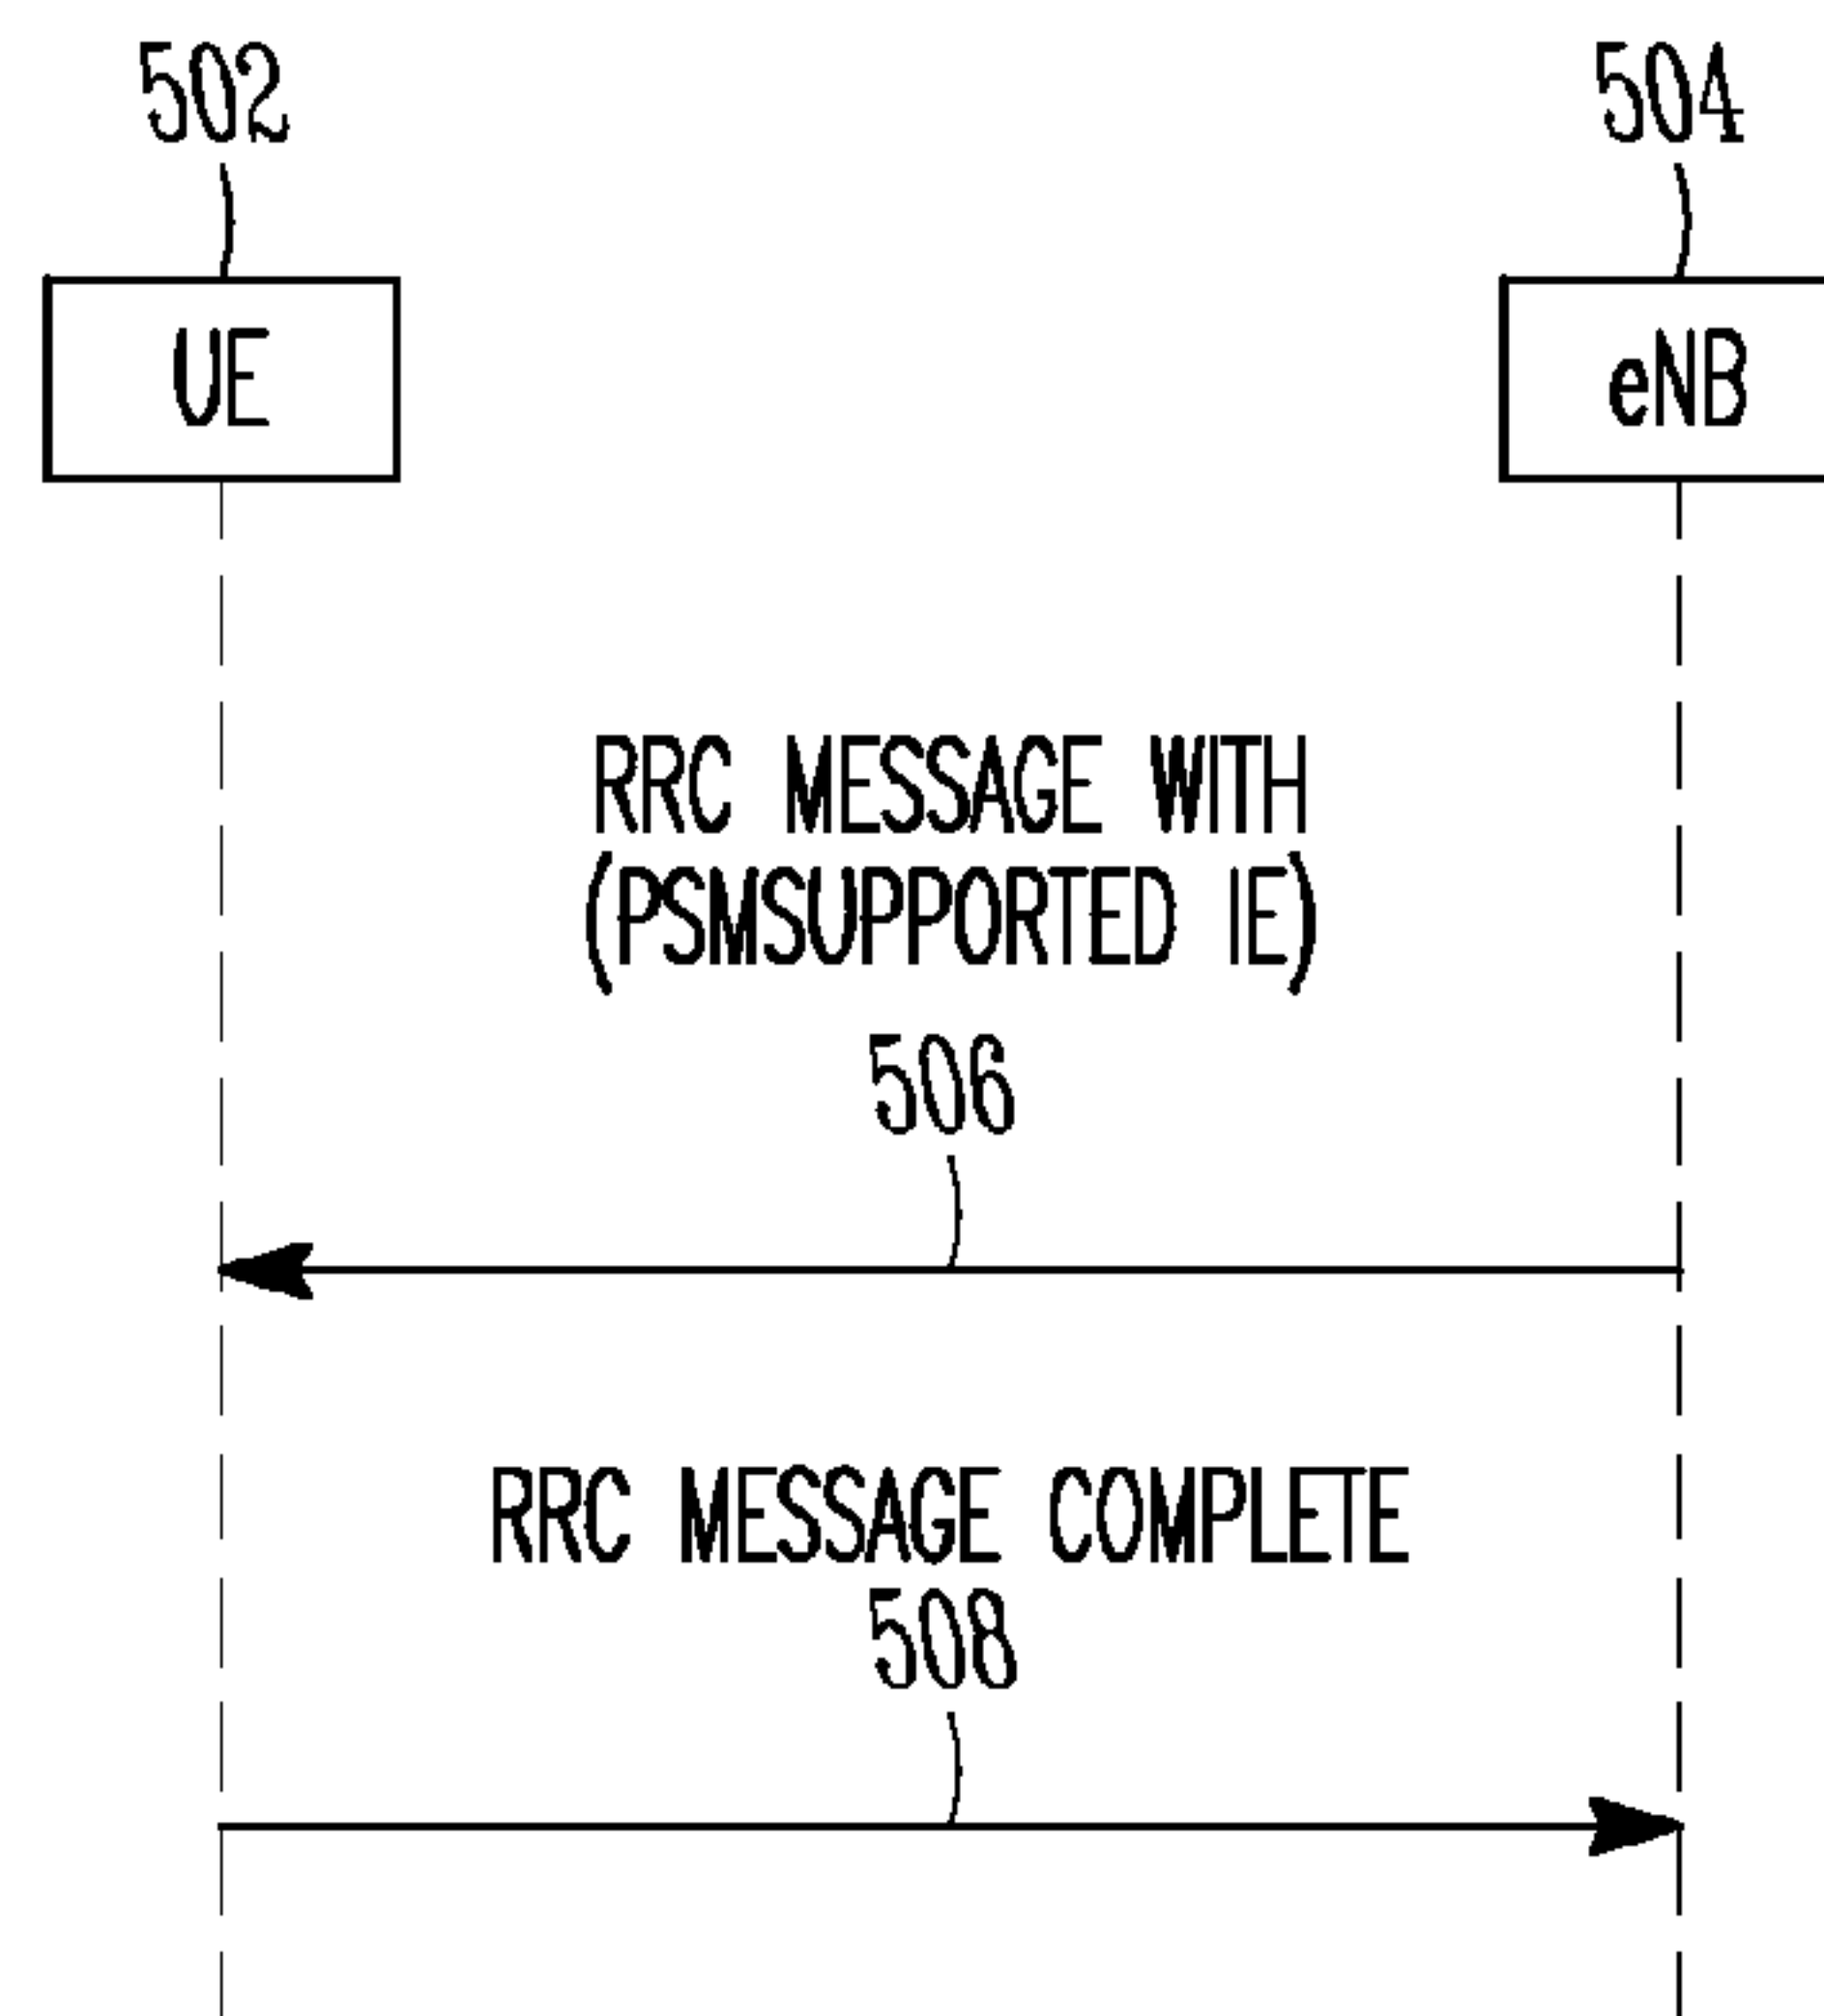 502 504
UE eNB
RRC MESSAGE WITH
(PSMSUPPORTED IE)
506
RRC MESSAGE COMPLETE
508